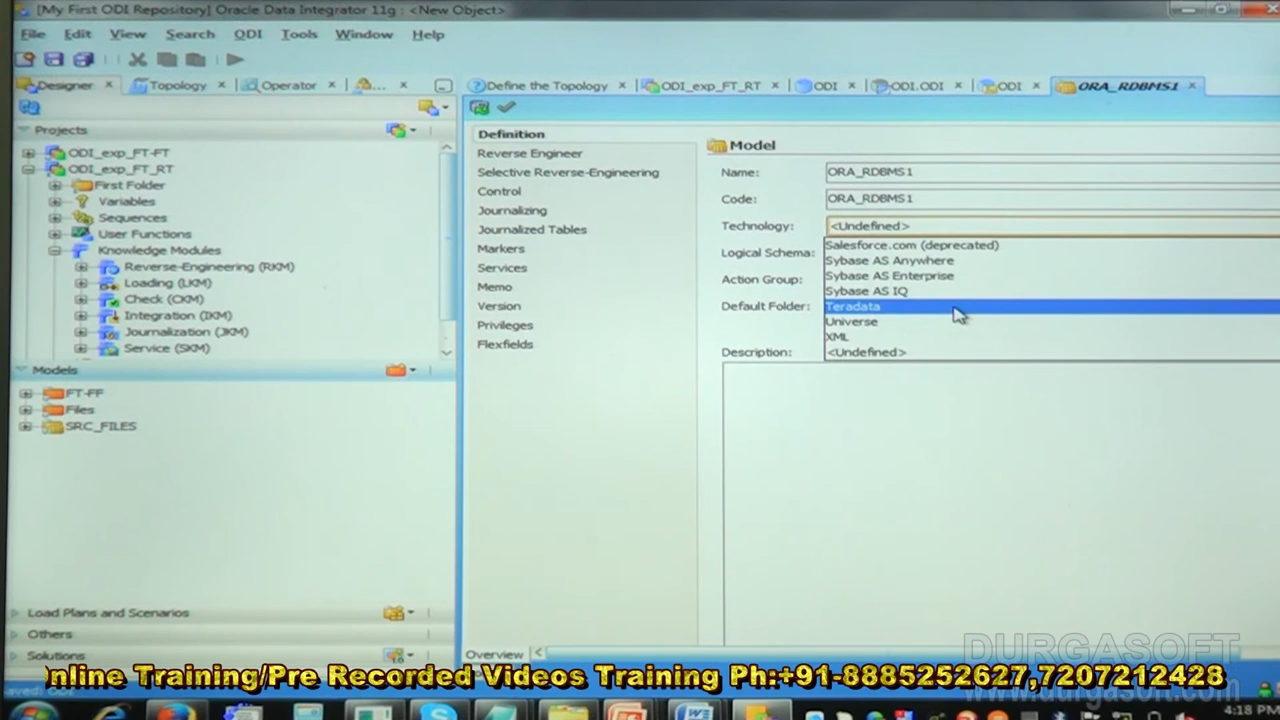 [My First ODI Repository] Oracle Data Integrator 11g : <New Object>
File Edit View Search ODI Tools Window Help
Designer Topology Operator ... Define the Topology ODI_exp_FT_RT ODI ODI.ODI ODI ORA_RDBMS1
Projects
ODI_exp_FT-FT
ODI_exp_FT_RT
First Folder
Variables
Sequences
User Functions
Knowledge Modules
Reverse-Engineering (RKM)
Loading (LKM)
Check (CKM)
Integration (IKM)
Journalization (JKM)
Service (SKM)
Models
FT-FF
Files
SRC_FILES
Load Plans and Scenarios
Others
Solutions
Definition
Reverse Engineer
Selective Reverse-Engineering
Control
Journalizing
Journalized Tables
Markers
Services
Memo
Version
Privileges
Flexfields
Overview
Model
Name: ORA_RDBMS1
Code: ORA_RDBMS1
Technology: <Undefined>
Logical Schema:
Action Group:
Default Folder:
Description:
Salesforce.com (deprecated)
Sybase AS Anywhere
Sybase AS Enterprise
Sybase AS IQ
Teradata
Universe
XML
<Undefined>
DURGASOFT
www.durgasoft.com
nline Training/Pre Recorded Videos Training Ph:+91-8885252627,7207212428
saved: ODI
4:18 PM